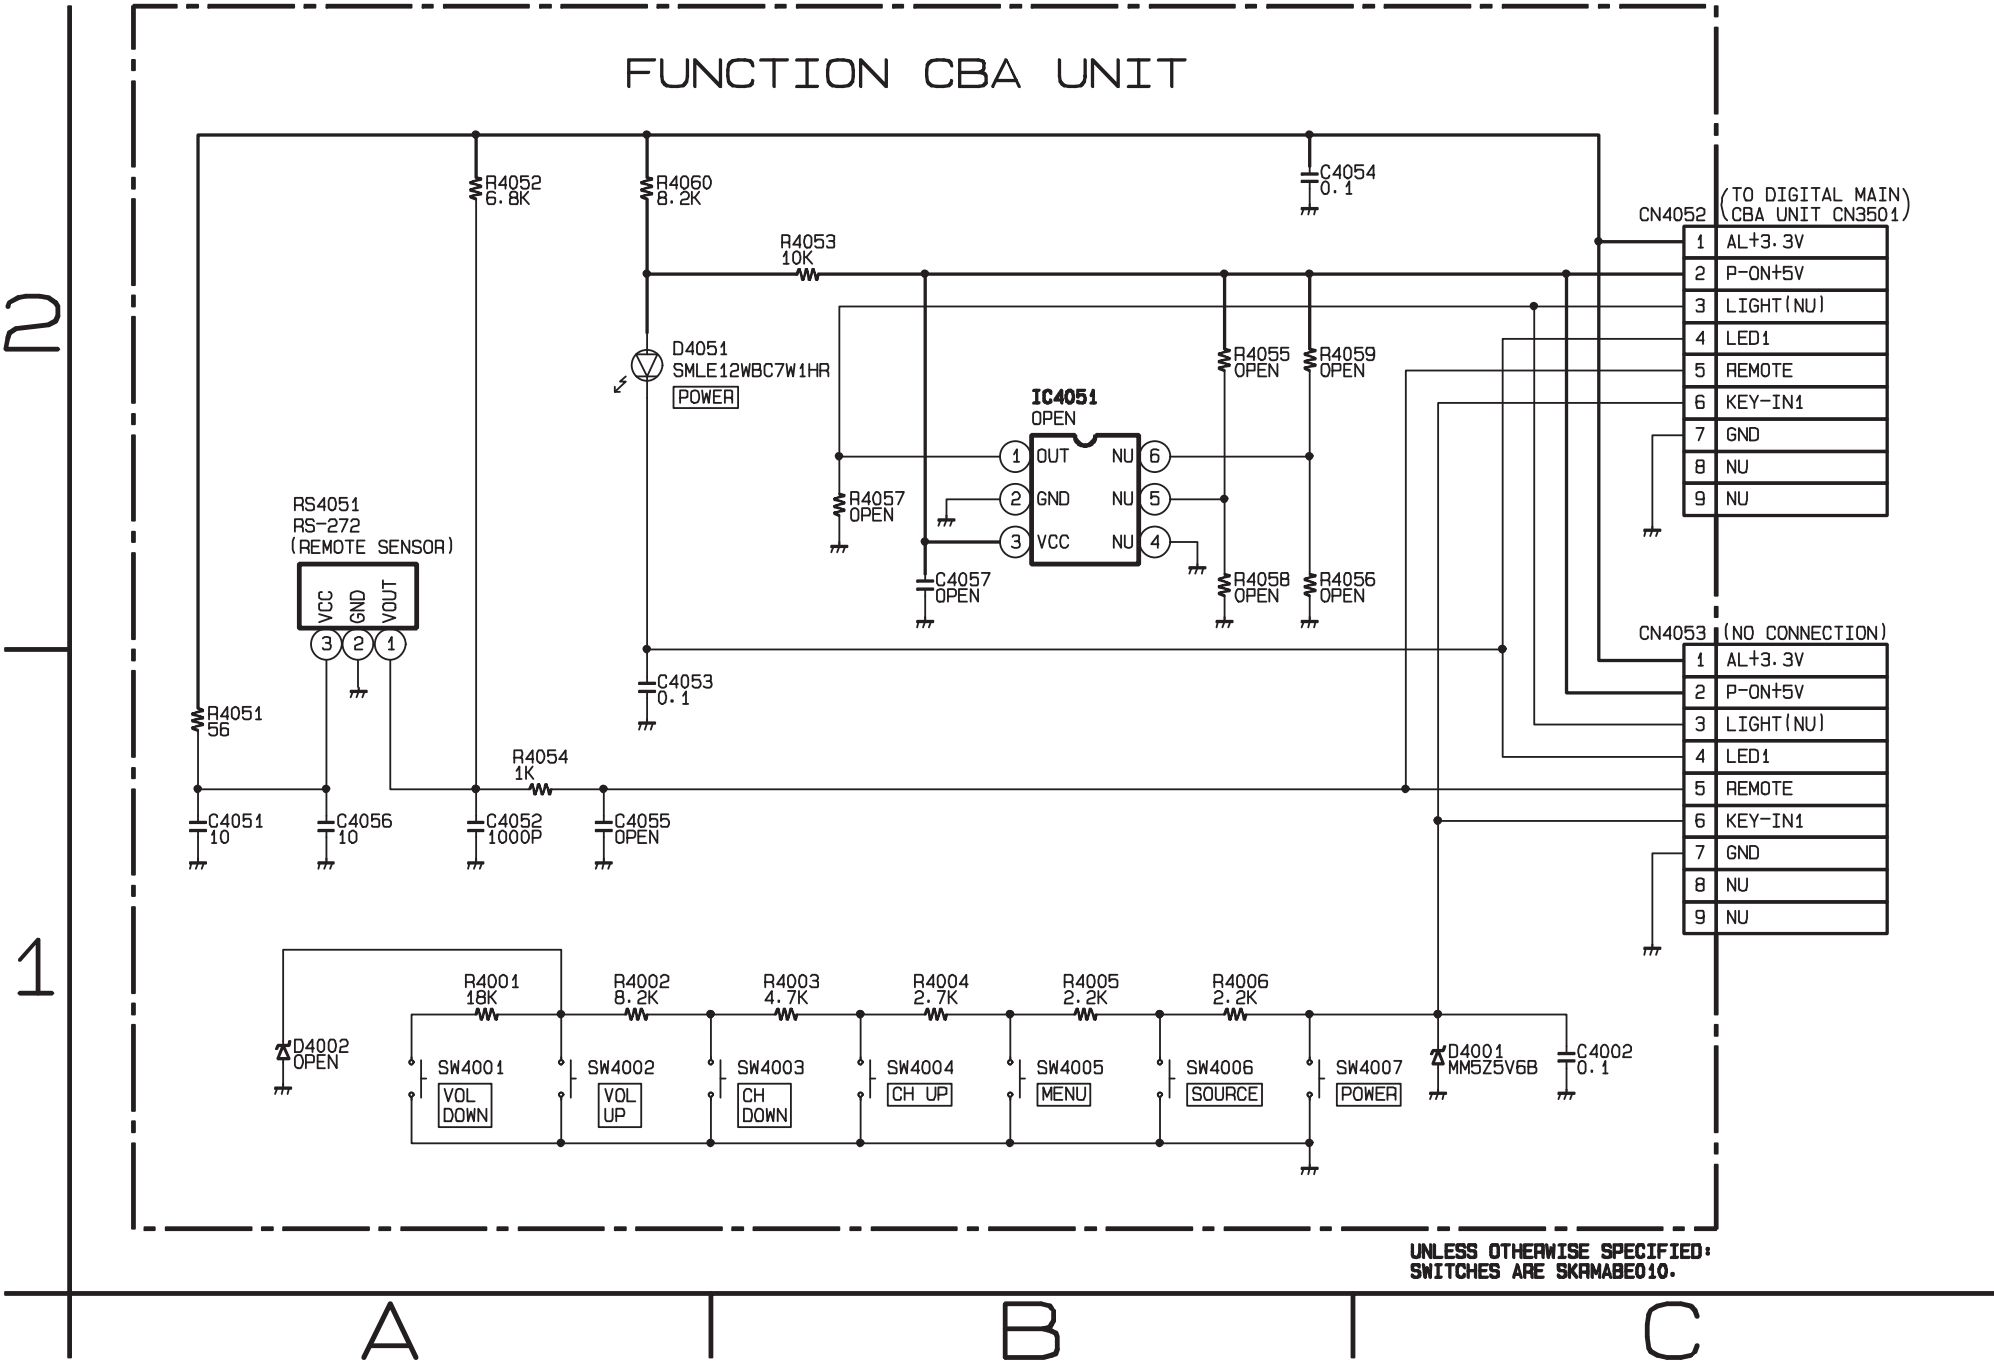 FUNCTION CBA UNIT
R4052
6.8K
R4060
8.2K
C4054
0.1
CN4052
(TO DIGITAL MAIN
CBA UNIT CN3501)
1 AL+3.3V
2 P-ON+5V
3 LIGHT(NU)
4 LED1
5 REMOTE
6 KEY-IN1
7 GND
8 NU
9 NU
R4053
10K
2
D4051
SMLE12WBC7W1HR
POWER
R4055
OPEN
R4059
OPEN
IC4051
OPEN
1 OUT
2 GND
3 VCC
NU 6
NU 5
NU 4
R4057
OPEN
C4057
OPEN
R4058
OPEN
R4056
OPEN
RS4051
RS-272
(REMOTE SENSOR)
VCC
GND
VOUT
3 2 1
CN4053 (NO CONNECTION)
1 AL+3.3V
2 P-ON+5V
3 LIGHT(NU)
4 LED1
5 REMOTE
6 KEY-IN1
7 GND
8 NU
9 NU
C4053
0.1
R4051
56
R4054
1K
C4051
10
C4056
10
C4052
1000P
C4055
OPEN
1
R4001
18K
R4002
8.2K
R4003
4.7K
R4004
2.7K
R4005
2.2K
R4006
2.2K
D4002
OPEN
SW4001
VOL
DOWN
SW4002
VOL
UP
SW4003
CH
DOWN
SW4004
CH UP
SW4005
MENU
SW4006
SOURCE
SW4007
POWER
D4001
MM5Z5V6B
C4002
0.1
UNLESS OTHERWISE SPECIFIED:
SWITCHES ARE SKRMABE010.
A
B
C